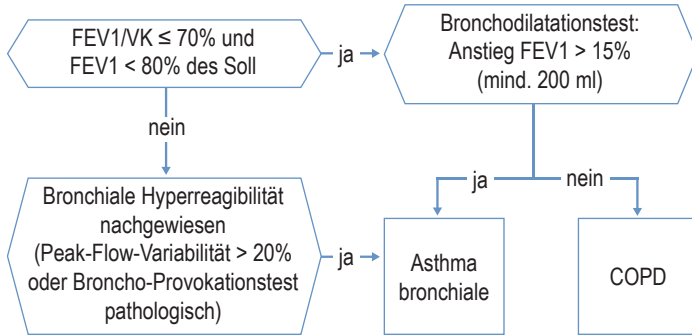 FEV1/VK ≤ 70% und
FEV1 < 80% des Soll
ja
Bronchodilatationstest:
Anstieg FEV1 > 15%
(mind. 200 ml)
nein
Bronchiale Hyperreagibilität
nachgewiesen
(Peak-Flow-Variabilität > 20%
oder Broncho-Provokationstest
pathologisch)
ja
ja
nein
Asthma
bronchiale
COPD